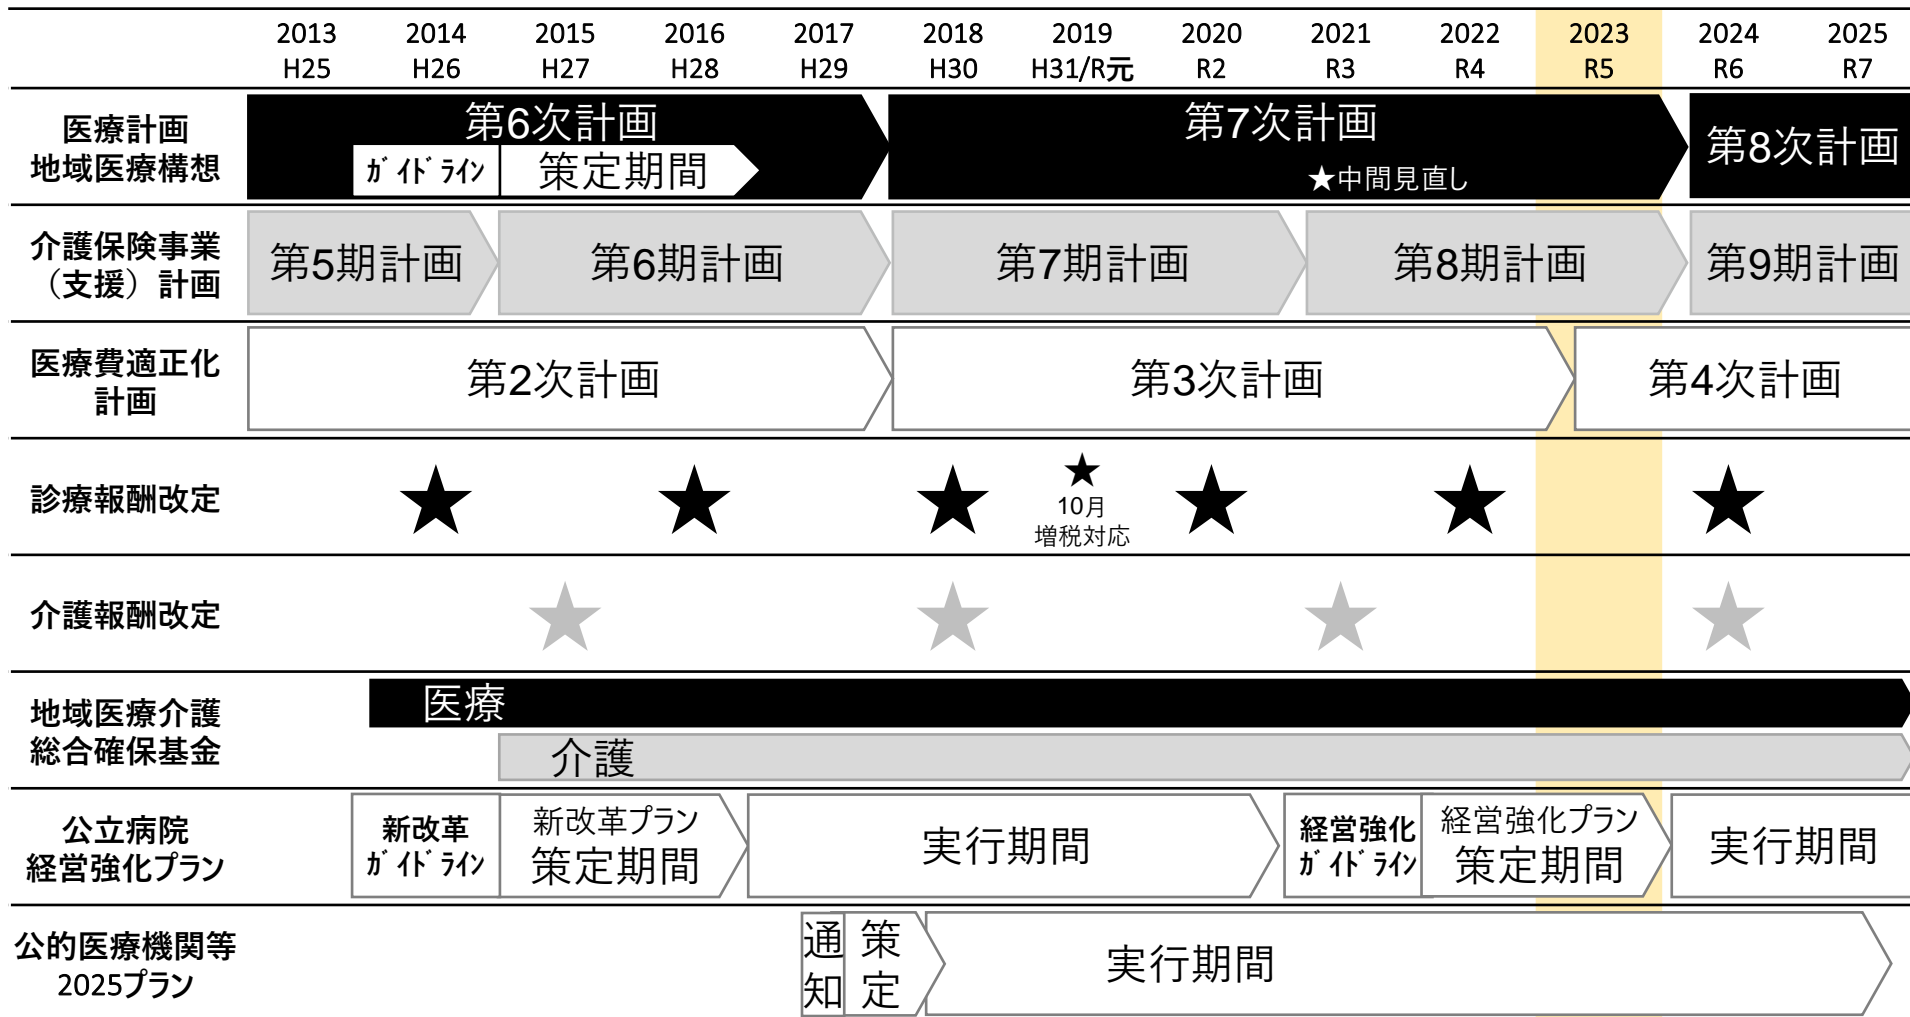 2013 2014 2015 2016 2017 2018 2019 2020 2021 2022 2023 2024 2025
H25 H26 H27 H28 H29 H30 H31/R元 R2 R3 R4 R5 R6 R7
医療計画
地域医療構想
第6次計画
ｶﾞｲﾄﾞﾗｲﾝ
策定期間
第7次計画
★中間見直し
第8次計画
介護保険事業
（支援）計画
第5期計画
第6期計画
第7期計画
第8期計画
第9期計画
医療費適正化
計画
第2次計画
第3次計画
第4次計画
診療報酬改定
★ ★ ★ ★ ★ ★ ★
10月
増税対応
介護報酬改定
★ ★ ★ ★
地域医療介護
総合確保基金
医療
介護
公立病院
経営強化プラン
新改革
ｶﾞｲﾄﾞﾗｲﾝ
新改革プラン
策定期間
実行期間
経営強化
ｶﾞｲﾄﾞﾗｲﾝ
経営強化プラン
策定期間
実行期間
公的医療機関等
2025プラン
通知
策定
実行期間